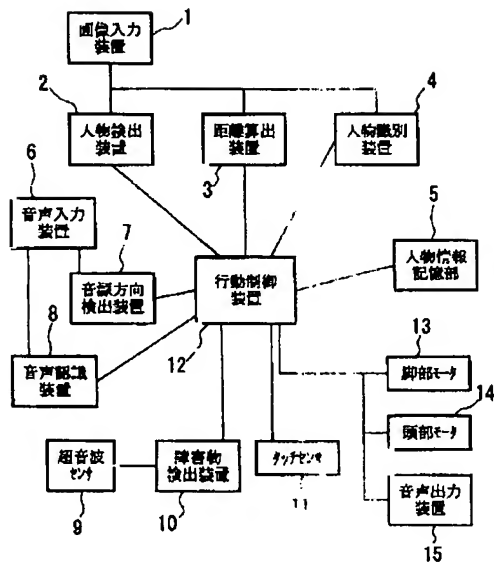 1
画像入力
装置
2
人物検出
装置
距離算出
装置
3
4
人物識別
装置
6
音声入力
装置
7
音源方向
検出装置
5
人物情報
記憶部
行動制御
装置
12
8
音声認識
装置
13
脚部モータ
14
頭部モータ
超音波
センサ
9
障害物
検出装置
10
タッチセンサ
11
音声出力
装置
15